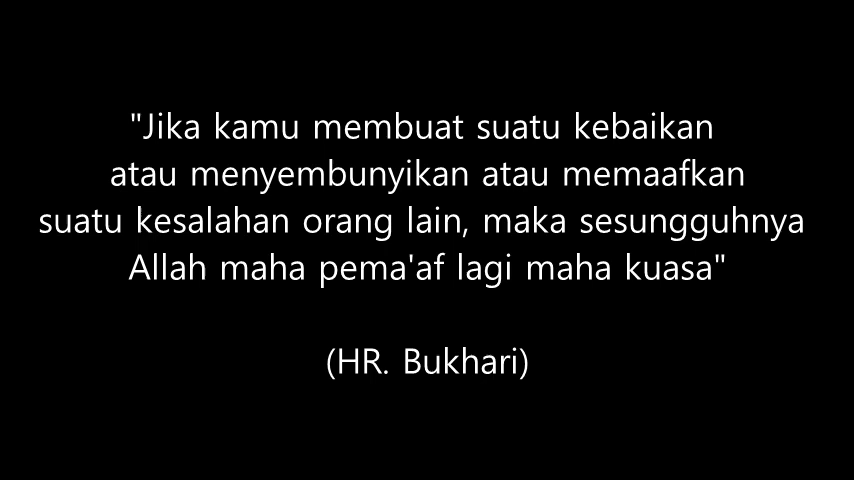 "Jika kamu membuat suatu kebaikan
atau menyembunyikan atau memaafkan
suatu kesalahan orang lain, maka sesungguhnya
Allah maha pema'af lagi maha kuasa"
(HR. Bukhari)